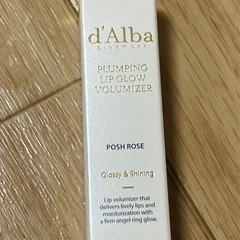 d'Alba
PLUMPING
LIP GLOW
VOLUMIZER
POSH ROSE
Glossy & Shining
Lip volumizer that
delivers lively lips and
moisturization with
a firm angel ring glow.